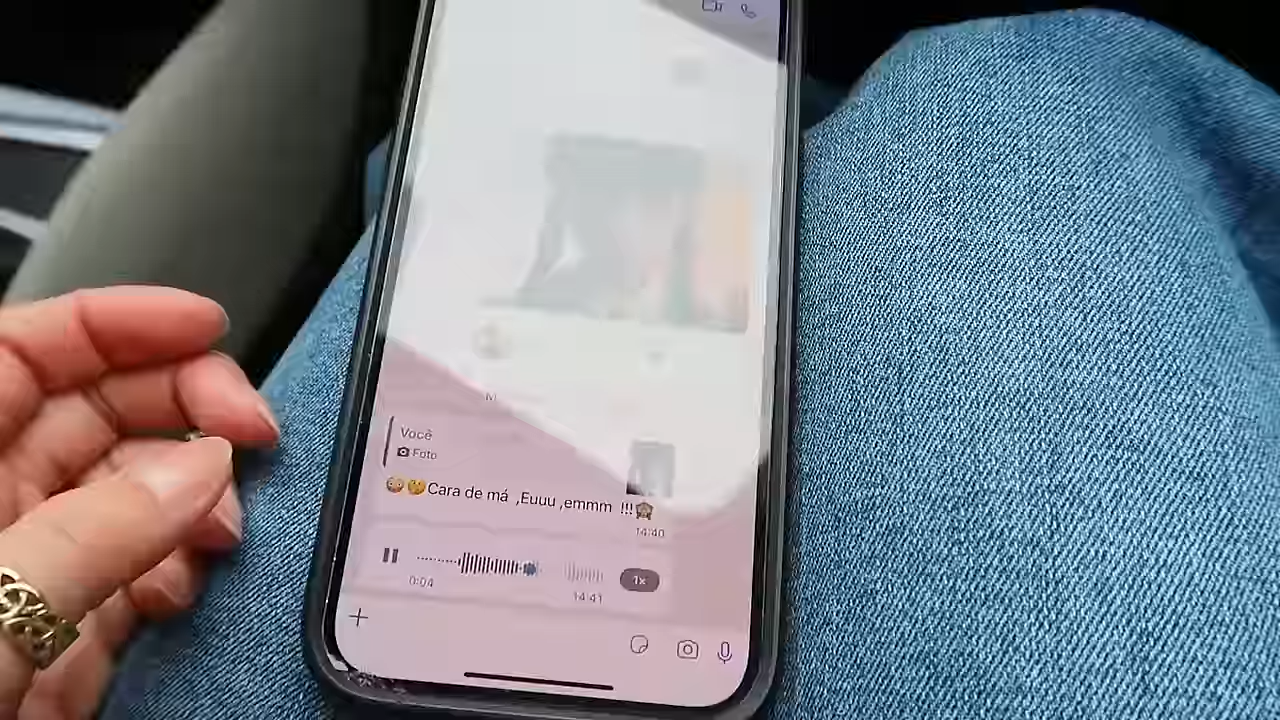 Você
Foto
😳🤔Cara de má ,Euuu ,emmm !!!🙈
14:40
0:04
1x
14:41